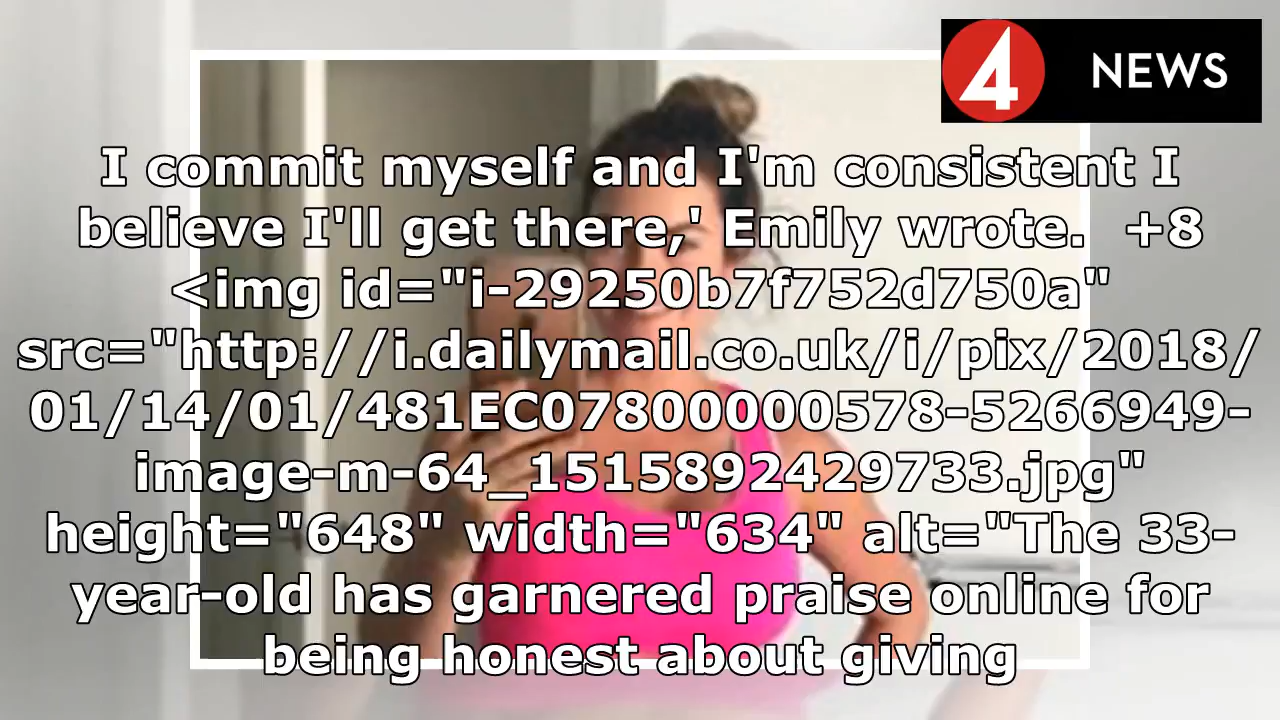 4 NEWS
I commit myself and I'm consistent I
believe I'll get there,' Emily wrote.  +8
<img id="i-29250b7f752d750a"
src="http://i.dailymail.co.uk/i/pix/2018/
01/14/01/481EC07800000578-5266949-
image-m-64_1515892429733.jpg"
height="648" width="634" alt="The 33-
year-old has garnered praise online for
being honest about giving